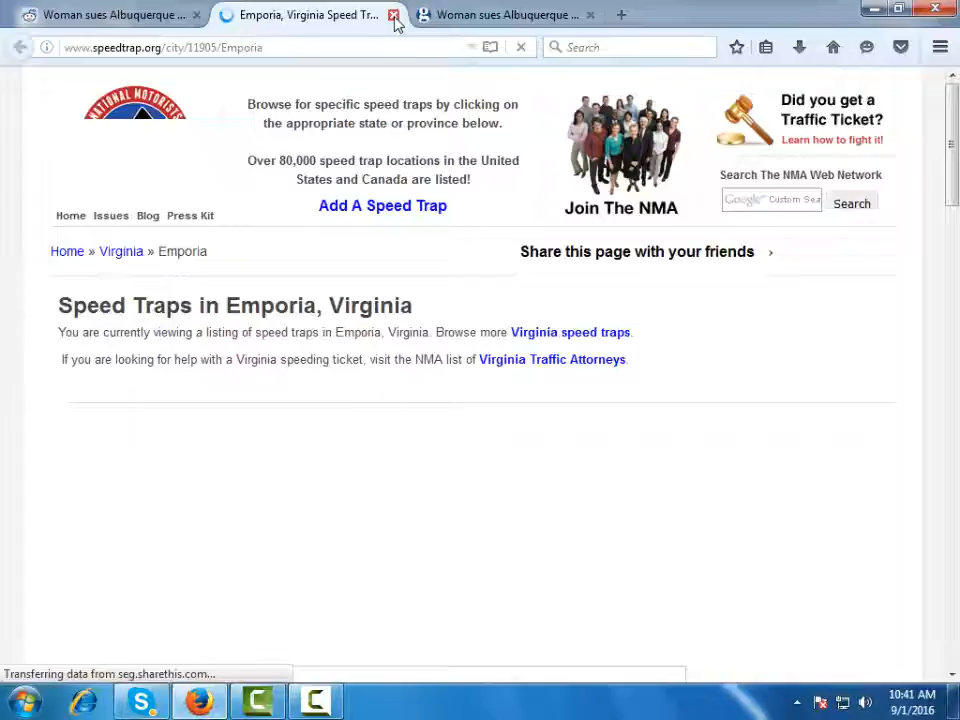 Woman sues Albuquerque ...
Emporia, Virginia Speed Tr...
Woman sues Albuquerque ...
www.speedtrap.org/city/11905/Emporia
Search...
NATIONAL MOTORISTS
Browse for specific speed traps by clicking on
the appropriate state or province below.
Over 80,000 speed trap locations in the United
States and Canada are listed!
Add A Speed Trap
Join The NMA
Did you get a
Traffic Ticket?
Learn how to fight it!
Search The NMA Web Network
Google Custom Sea
Search
Home Issues Blog Press Kit
Home » Virginia » Emporia
Share this page with your friends ›
Speed Traps in Emporia, Virginia
You are currently viewing a listing of speed traps in Emporia, Virginia. Browse more Virginia speed traps.
If you are looking for help with a Virginia speeding ticket, visit the NMA list of Virginia Traffic Attorneys.
Transferring data from seg.sharethis.com...
10:41 AM
9/1/2016